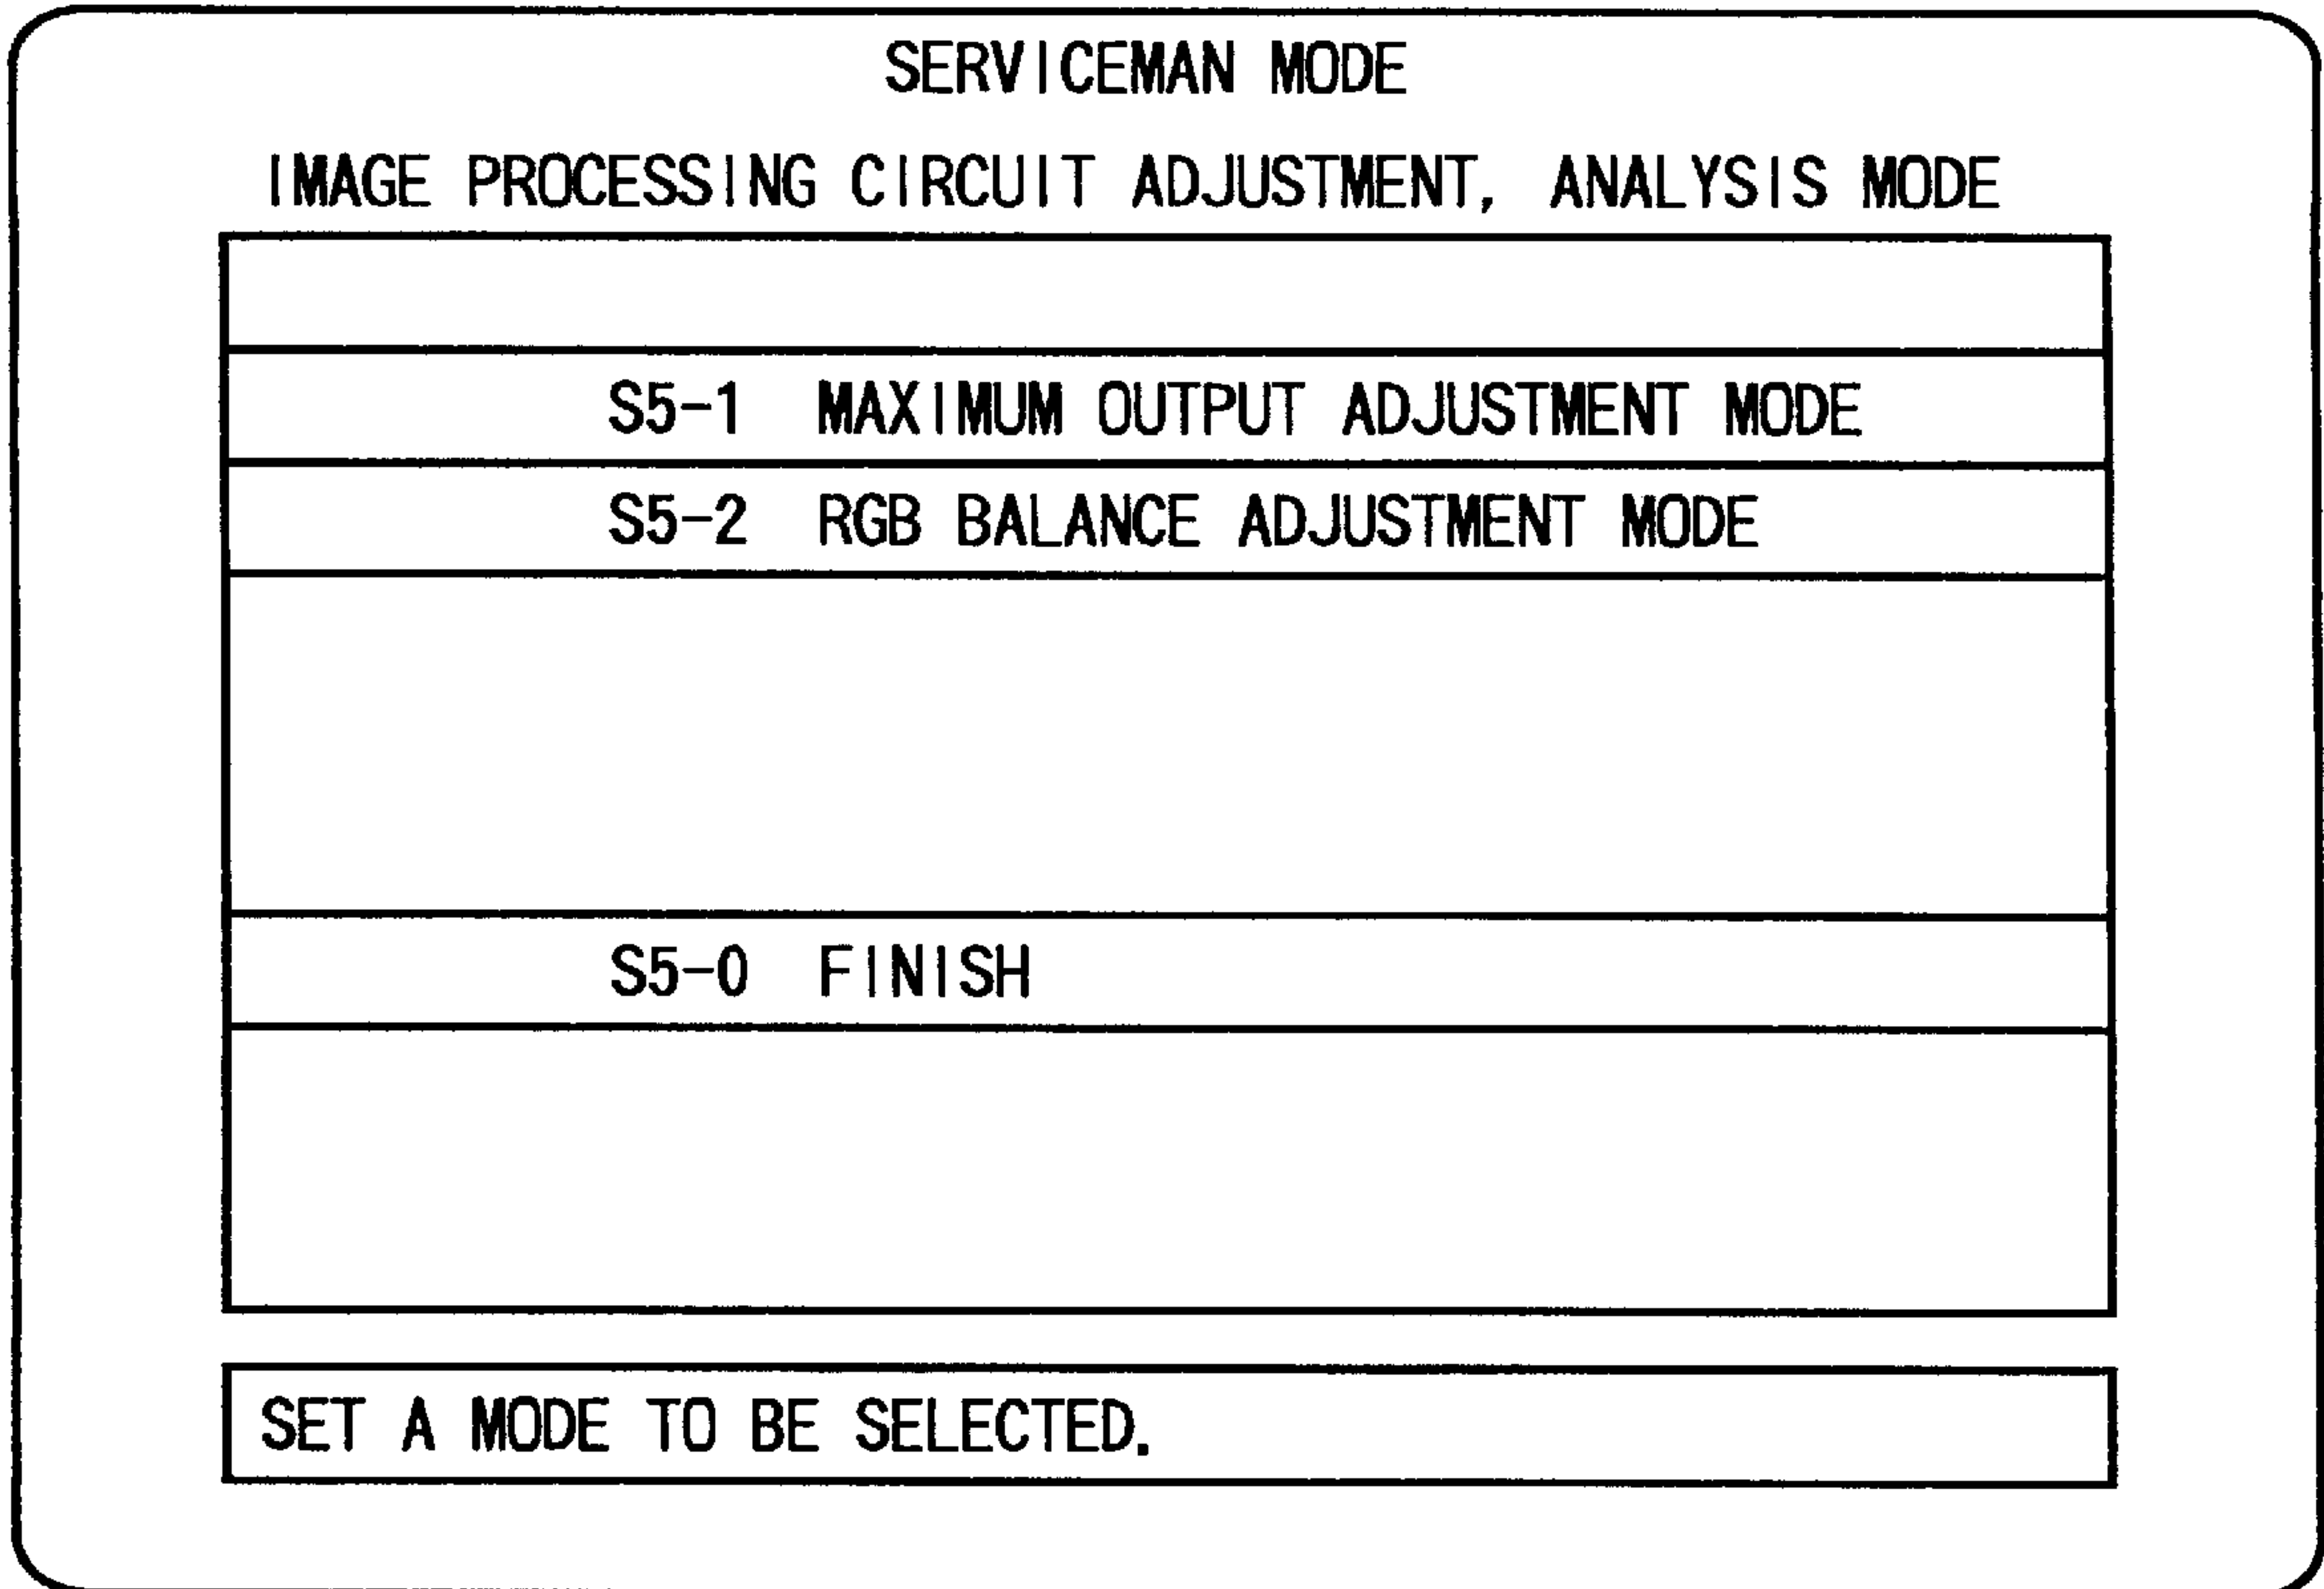 SERVICEMAN MODE
IMAGE PROCESSING CIRCUIT ADJUSTMENT, ANALYSIS MODE
S5-1 MAXIMUM OUTPUT ADJUSTMENT MODE
S5-2 RGB BALANCE ADJUSTMENT MODE
S5-0 FINISH
SET A MODE TO BE SELECTED.